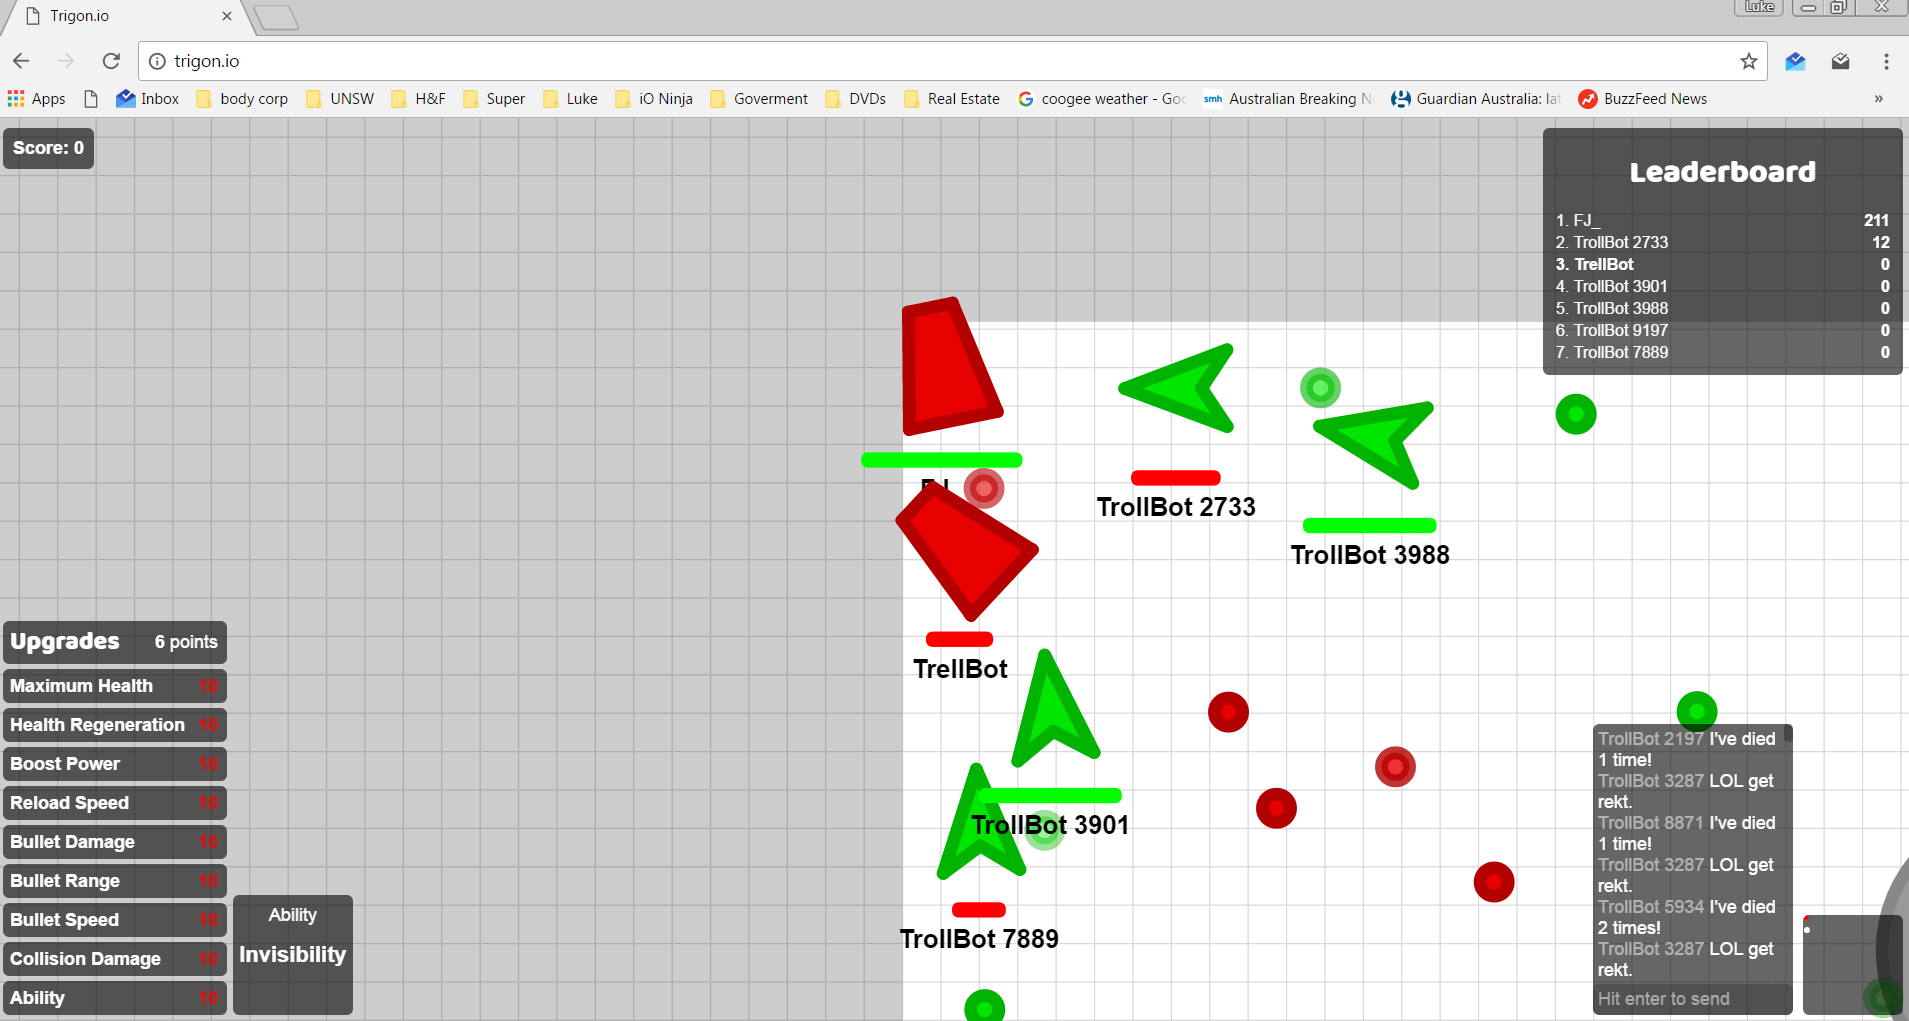 Trigon.io
Luke
trigon.io
Apps
Inbox
body corp
UNSW
H&F
Super
Luke
iO Ninja
Goverment
DVDs
Real Estate
coogee weather - Goo
smh Australian Breaking N
Guardian Australia: lat
BuzzFeed News
»
Score: 0
Leaderboard
1. FJ_ 211
2. TrollBot 2733 12
3. TrellBot 0
4. TrollBot 3901 0
5. TrollBot 3988 0
6. TrollBot 9197 0
7. TrollBot 7889 0
TrollBot 2733
TrollBot 3988
TrellBot
TrollBot 3901
TrollBot 7889
Upgrades 6 points
Maximum Health 10
Health Regeneration 10
Boost Power 10
Reload Speed 10
Bullet Damage 10
Bullet Range 10
Bullet Speed 10
Collision Damage 10
Ability 10
Ability
Invisibility
TrollBot 2197 I've died
1 time!
TrollBot 3287 LOL get
rekt.
TrollBot 8871 I've died
1 time!
TrollBot 3287 LOL get
rekt.
TrollBot 5934 I've died
2 times!
TrollBot 3287 LOL get
rekt.
Hit enter to send